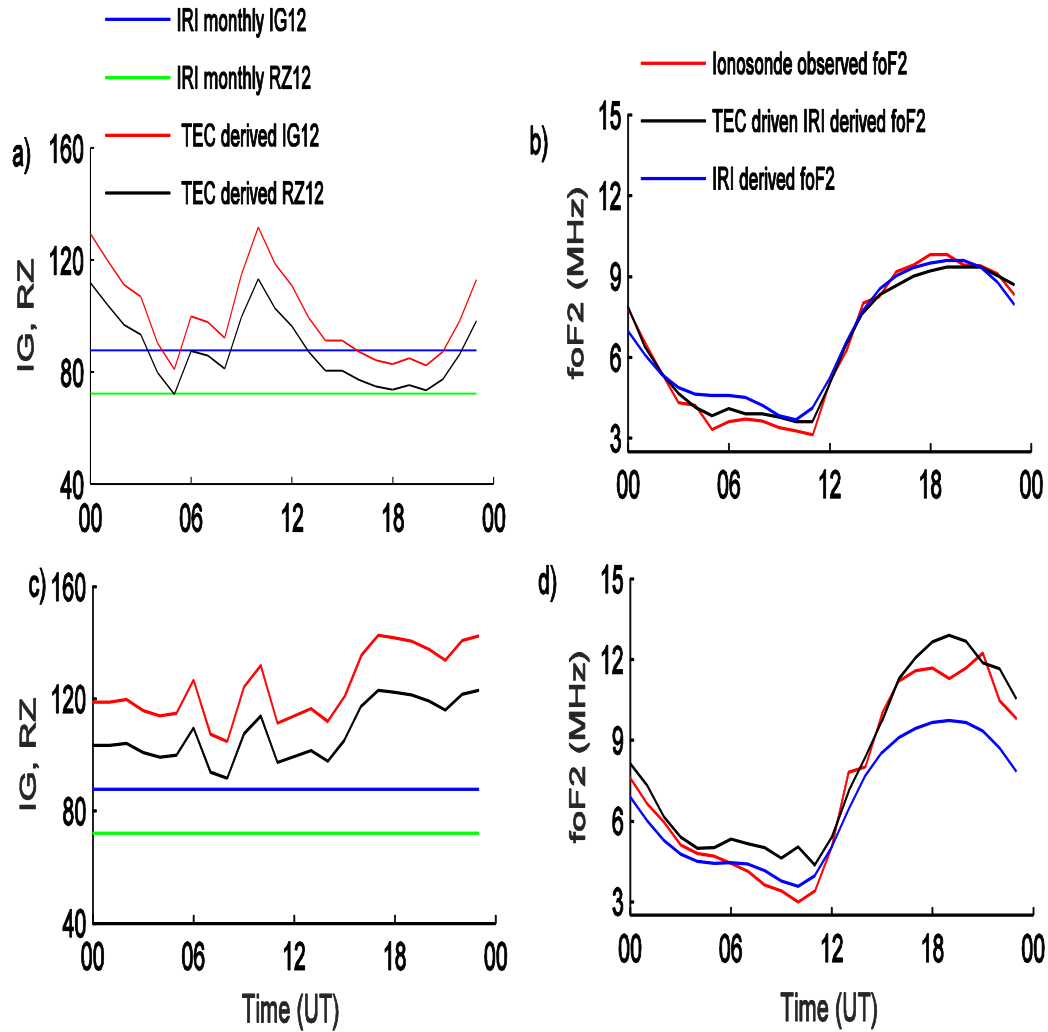 IRI monthly IG12
IRI monthly RZ12
TEC derived IG12
TEC derived RZ12
a)
160
120
80
40
IG, RZ
00 06 12 18 00
Ionosonde observed foF2
TEC driven IRI derived foF2
IRI derived foF2
b)
15
12
9
6
3
foF2 (MHz)
00 06 12 18 00
c)
160
120
80
40
IG, RZ
00 06 12 18 00
Time (UT)
d)
15
12
9
6
3
foF2 (MHz)
00 06 12 18 00
Time (UT)